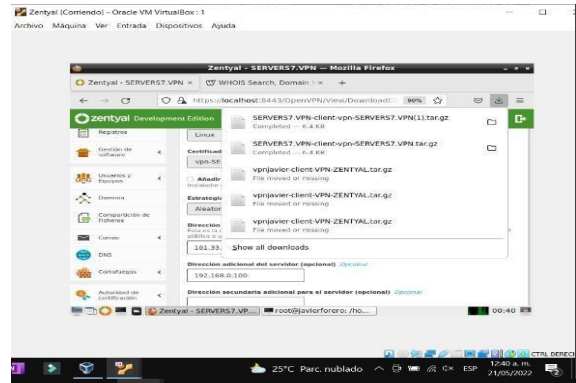 Zentyal [Corriendo] - Oracle VM VirtualBox : 1
Archivo Máquina Ver Entrada Dispositivos Ayuda
Zentyal - SERVERS7.VPN — Mozilla Firefox
Zentyal - SERVERS7.VPN × WHOIS Search, Domain N × +
https://localhost:8443/OpenVPN/View/Download 90%
zentyal Development Edition
Registros
Gestión de software
Usuarios y Equipos
Dominio
Compartición de Ficheros
Correo
DNS
Cortafuegos
Autoridad de certificación
Linux
Certificad
vpn-SE
Añadir
Instalador
Estrategia
Aleator
Dirección
181.33.
Dirección adicional del servidor (opcional) Opcional
192.168.0.100
Dirección secundaria adicional para el servidor (opcional) Opcional
SERVERS7.VPN-client-vpn-SERVERS7.VPN(1).tar.gz
Completed — 6.4 KB
SERVERS7.VPN-client-vpn-SERVERS7.VPN.tar.gz
Completed — 6.4 KB
vpnjavier-client-VPN-ZENTYAL.tar.gz
File moved or missing
vpnjavier-client-VPN-ZENTYAL.tar.gz
File moved or missing
vpnjavier-client-VPN-ZENTYAL.tar.gz
File moved or missing
Show all downloads
Zentyal - SERVERS7.VP... root@javierforero: /ho... 00:40
CTRL DERECH
25°C Parc. nublado ESP 12:40 a. m.
21/05/2022